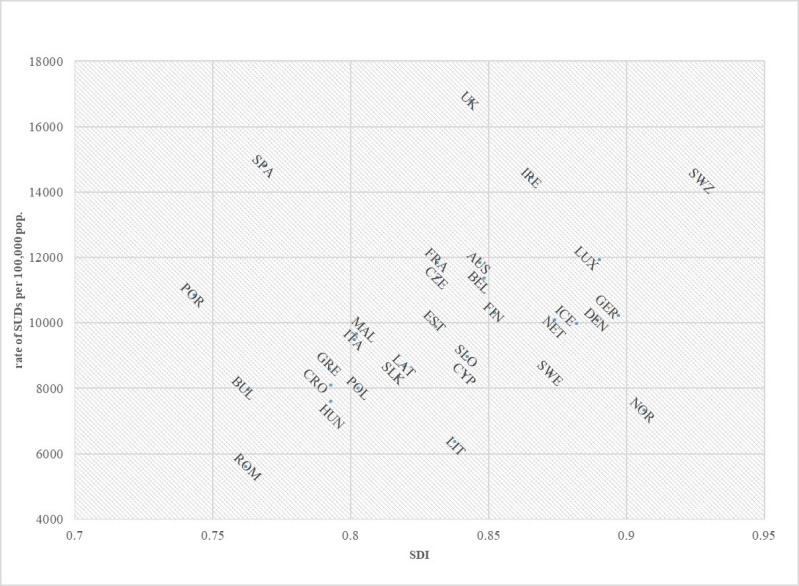 18000
UK
16000
SPA
IRE
SWZ
14000
12000
FRA
AUS
LUX
CZE
BEL
POR
GER
10000
EST
FIN
ICE
DEN
NET
MAL
ITA
GRE
LAT
SLO
SWE
CRO
SLK
CYP
BUL
POL
8000
HUN
NOR
6000
ROM
LIT
4000
0.7
0.75
0.8
0.85
0.9
0.95
SDI
rate of SUDs per 100,000 pop.